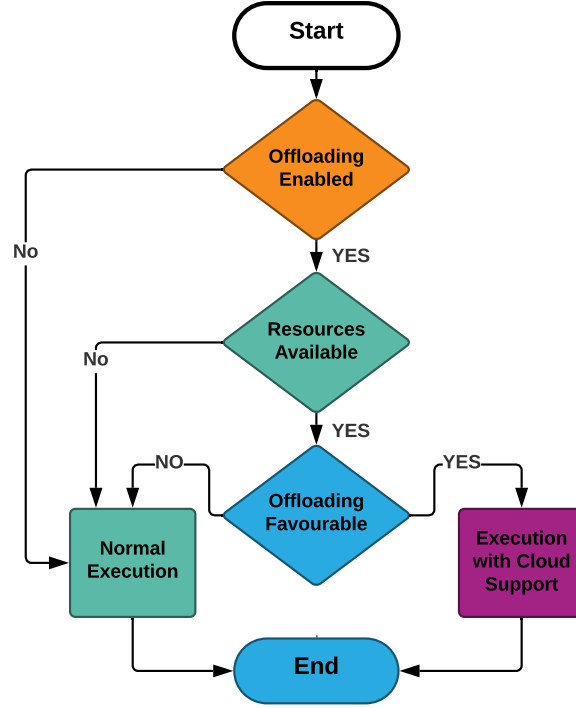 Start
Offloading
Enabled
No
YES
Resources
Available
No
YES
NO
YES
Offloading
Favourable
Normal
Execution
Execution
with Cloud
Support
End